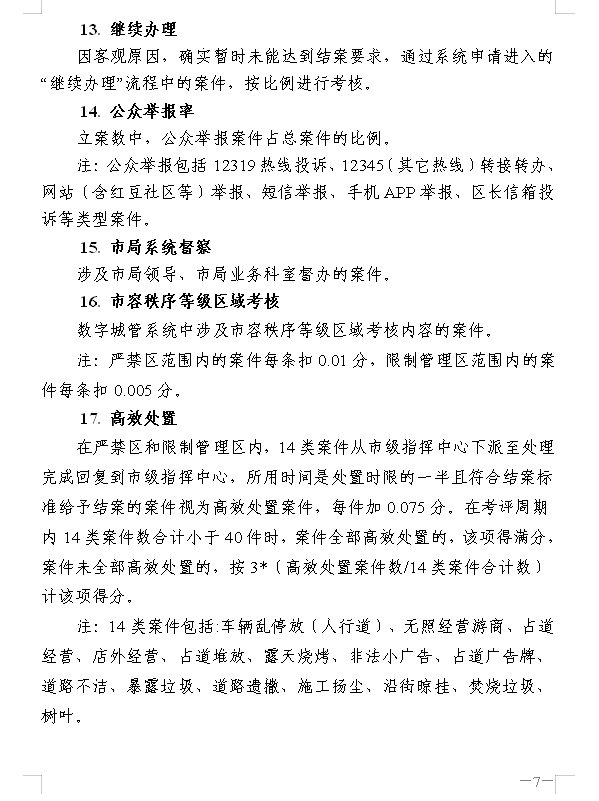 13. 继续办理
因客观原因，确实暂时未能达到结案要求，通过系统申请进入的
“继续办理”流程中的案件，按比例进行考核。
14. 公众举报率
立案数中，公众举报案件占总案件的比例。
注：公众举报包括 12319 热线投诉、12345（其它热线）转接转办、
网站（含红豆社区等）举报、短信举报、手机 APP 举报、区长信箱投
诉等类型案件。
15. 市局系统督察
涉及市局领导、市局业务科室督办的案件。
16. 市容秩序等级区域考核
数字城管系统中涉及市容秩序等级区域考核内容的案件。
注：严禁区范围内的案件每条扣 0.01 分，限制管理区范围内的案
件每条扣 0.005 分。
17. 高效处置
在严禁区和限制管理区内，14 类案件从市级指挥中心下派至处理
完成回复到市级指挥中心，所用时间是处置时限的一半且符合结案标
准给予结案的案件视为高效处置案件，每件加 0.075 分。在考评周期
内 14 类案件数合计小于 40 件时，案件全部高效处置的，该项得满分，
案件未全部高效处置的，按 3*（高效处置案件数/14 类案件合计数）
计该项得分。
注：14 类案件包括:车辆乱停放（人行道）、无照经营游商、占道
经营、店外经营、占道堆放、露天烧烤、非法小广告、占道广告牌、
道路不洁、暴露垃圾、道路遗撒、施工扬尘、沿街晾挂、焚烧垃圾、
树叶。
—7—